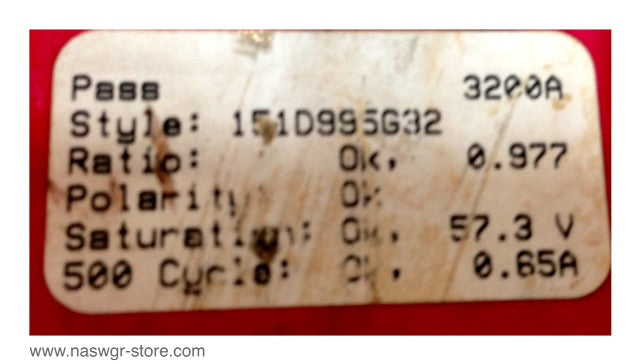 Pass 3200A
Style: 151D995G32
Ratio: Ok, 0.977
Polarity: Ok
Saturation: Ok, 57.3 V
500 Cycle: Ok, 0.65A
www.naswgr-store.com